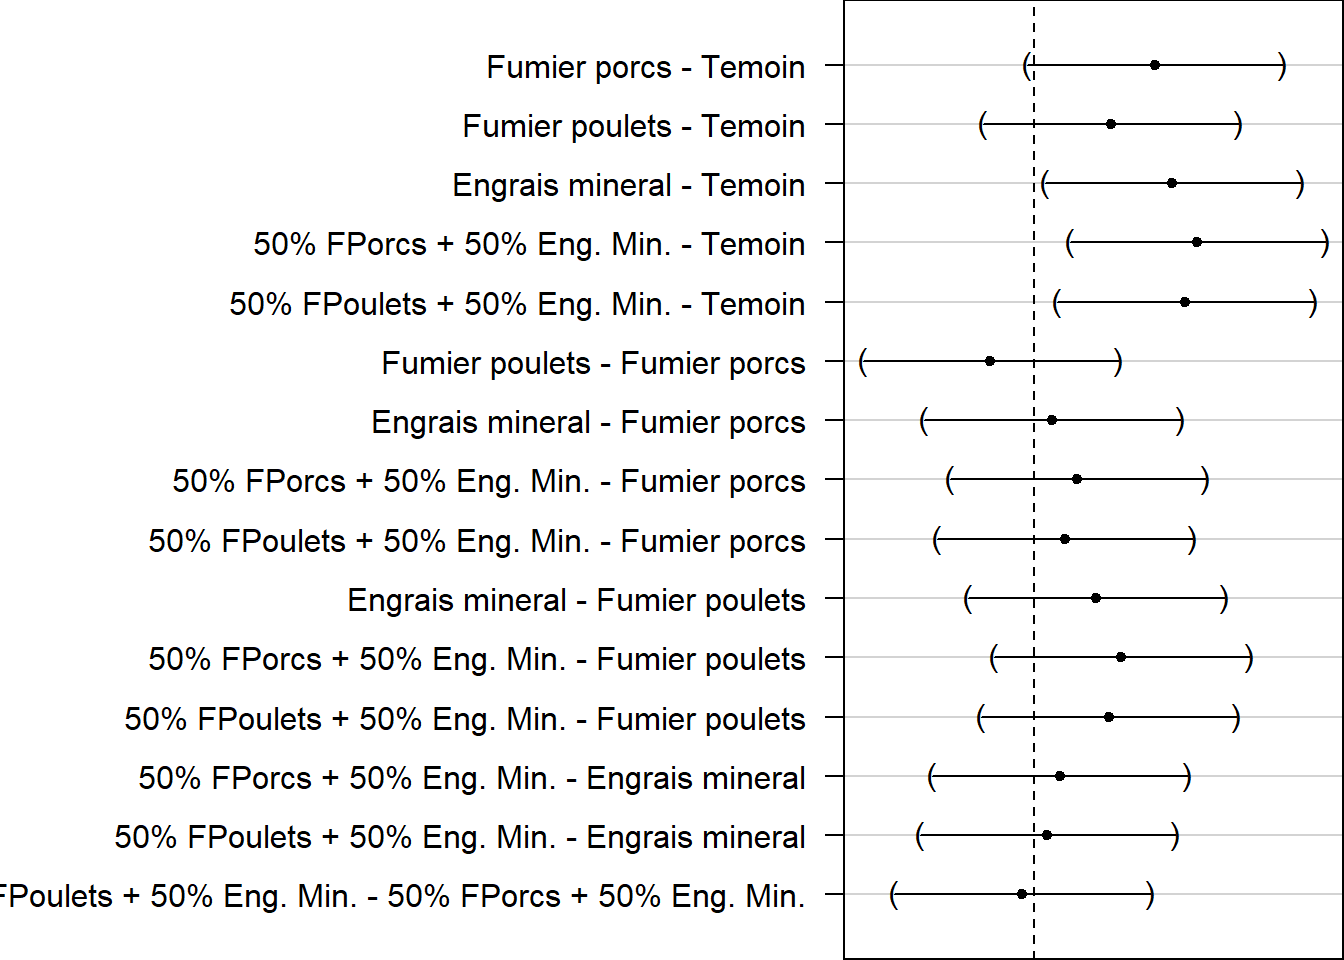 Fumier porcs - Temoin
Fumier poulets - Temoin
Engrais mineral - Temoin
50% FPorcs + 50% Eng. Min. - Temoin
50% FPoulets + 50% Eng. Min. - Temoin
Fumier poulets - Fumier porcs
Engrais mineral - Fumier porcs
50% FPorcs + 50% Eng. Min. - Fumier porcs
50% FPoulets + 50% Eng. Min. - Fumier porcs
Engrais mineral - Fumier poulets
50% FPorcs + 50% Eng. Min. - Fumier poulets
50% FPoulets + 50% Eng. Min. - Fumier poulets
50% FPorcs + 50% Eng. Min. - Engrais mineral
50% FPoulets + 50% Eng. Min. - Engrais mineral
FPoulets + 50% Eng. Min. - 50% FPorcs + 50% Eng. Min.